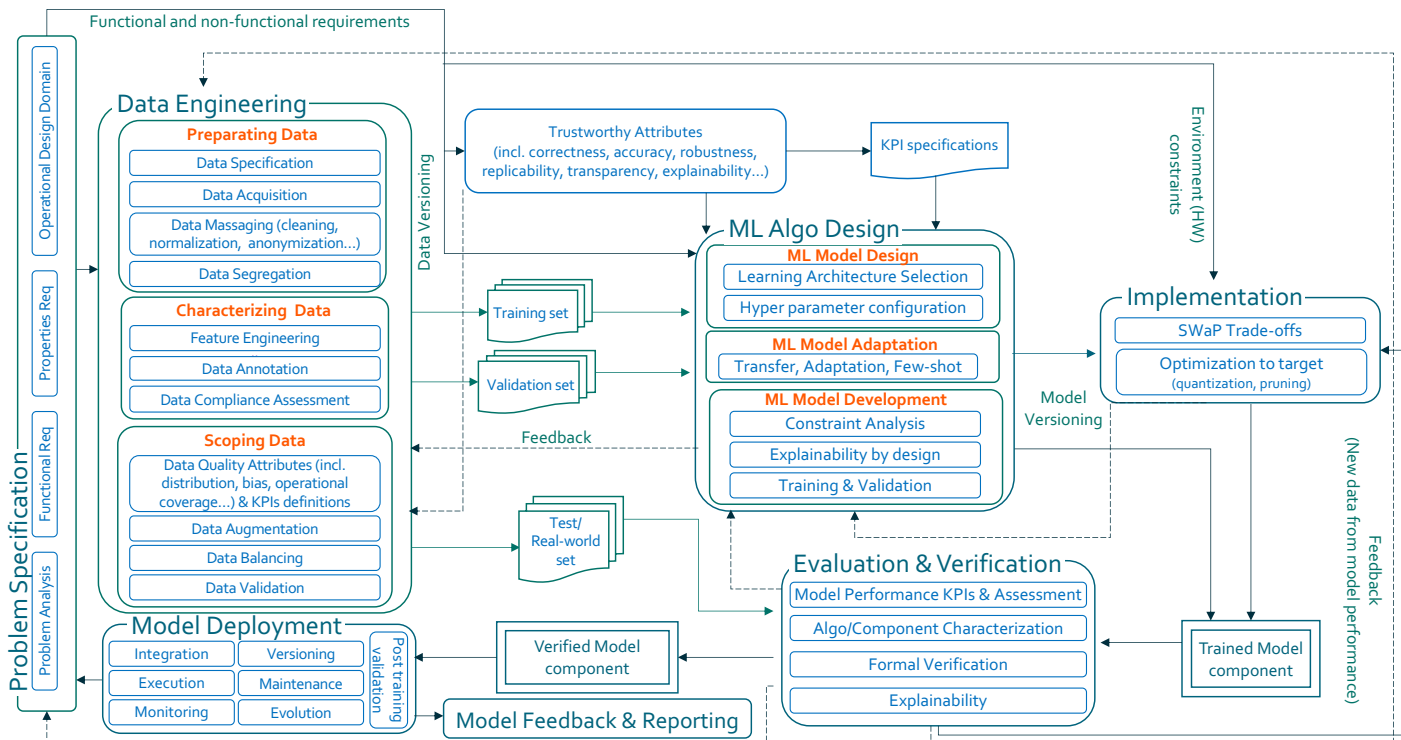 Functional and non-functional requirements
Problem Specification
Operational Design Domain
Properties Req
Functional Req
Problem Analysis
Data Engineering
Preparating Data
Data Specification
Data Acquisition
Data Massaging (cleaning,
normalization, anonymization...)
Data Segregation
Characterizing Data
Feature Engineering
Data Annotation
Data Compliance Assessment
Scoping Data
Data Quality Attributes (incl.
distribution, bias, operational
coverage...) & KPIs definitions
Data Augmentation
Data Balancing
Data Validation
Data Versioning
Trustworthy Attributes
(incl. correctness, accuracy, robustness,
replicability, transparency, explainability...)
KPI specifications
Environment (HW)
constraints
Training set
Validation set
Feedback
Test/
Real-world
set
ML Algo Design
ML Model Design
Learning Architecture Selection
Hyper parameter configuration
ML Model Adaptation
Transfer, Adaptation, Few-shot
ML Model Development
Constraint Analysis
Explainability by design
Training & Validation
Model
Versioning
Implementation
SWaP Trade-offs
Optimization to target
(quantization, pruning)
Feedback
(New data from model performance)
Evaluation & Verification
Model Performance KPIs & Assessment
Algo/Component Characterization
Formal Verification
Explainability
Trained Model
component
Verified Model
component
Model Deployment
Integration
Versioning
Execution
Maintenance
Monitoring
Evolution
Post training
validation
Model Feedback & Reporting